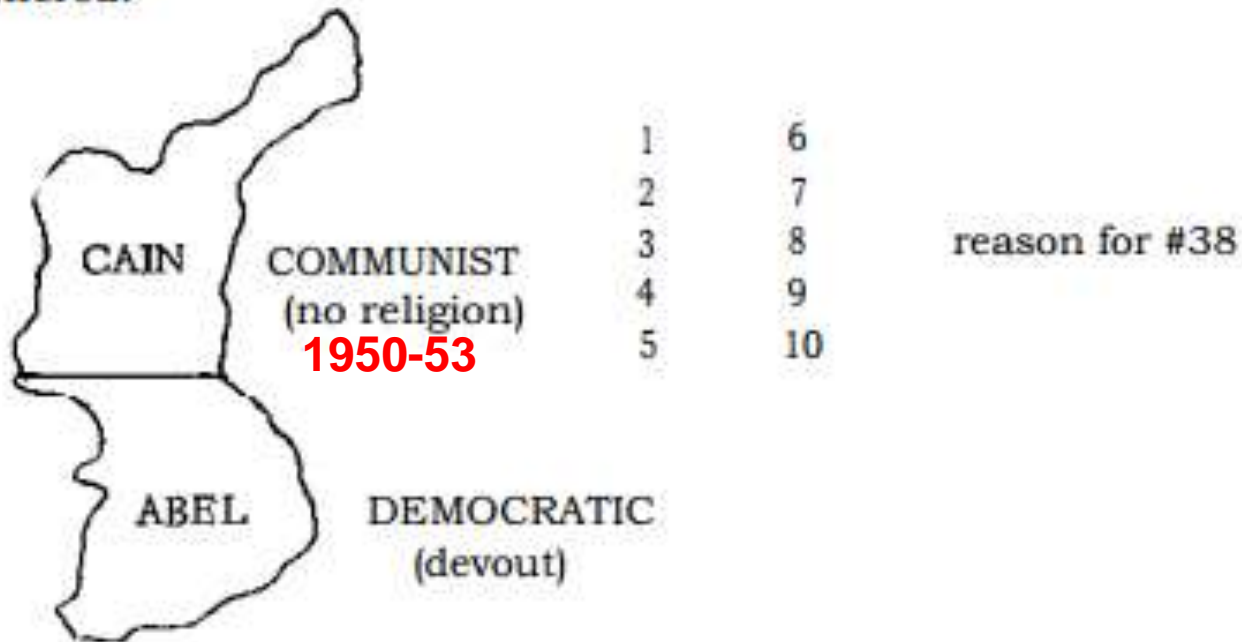 CAIN
COMMUNIST
(no religion)
1950-53
1 6
2 7
3 8
4 9
5 10
reason for #38
ABEL
DEMOCRATIC
(devout)